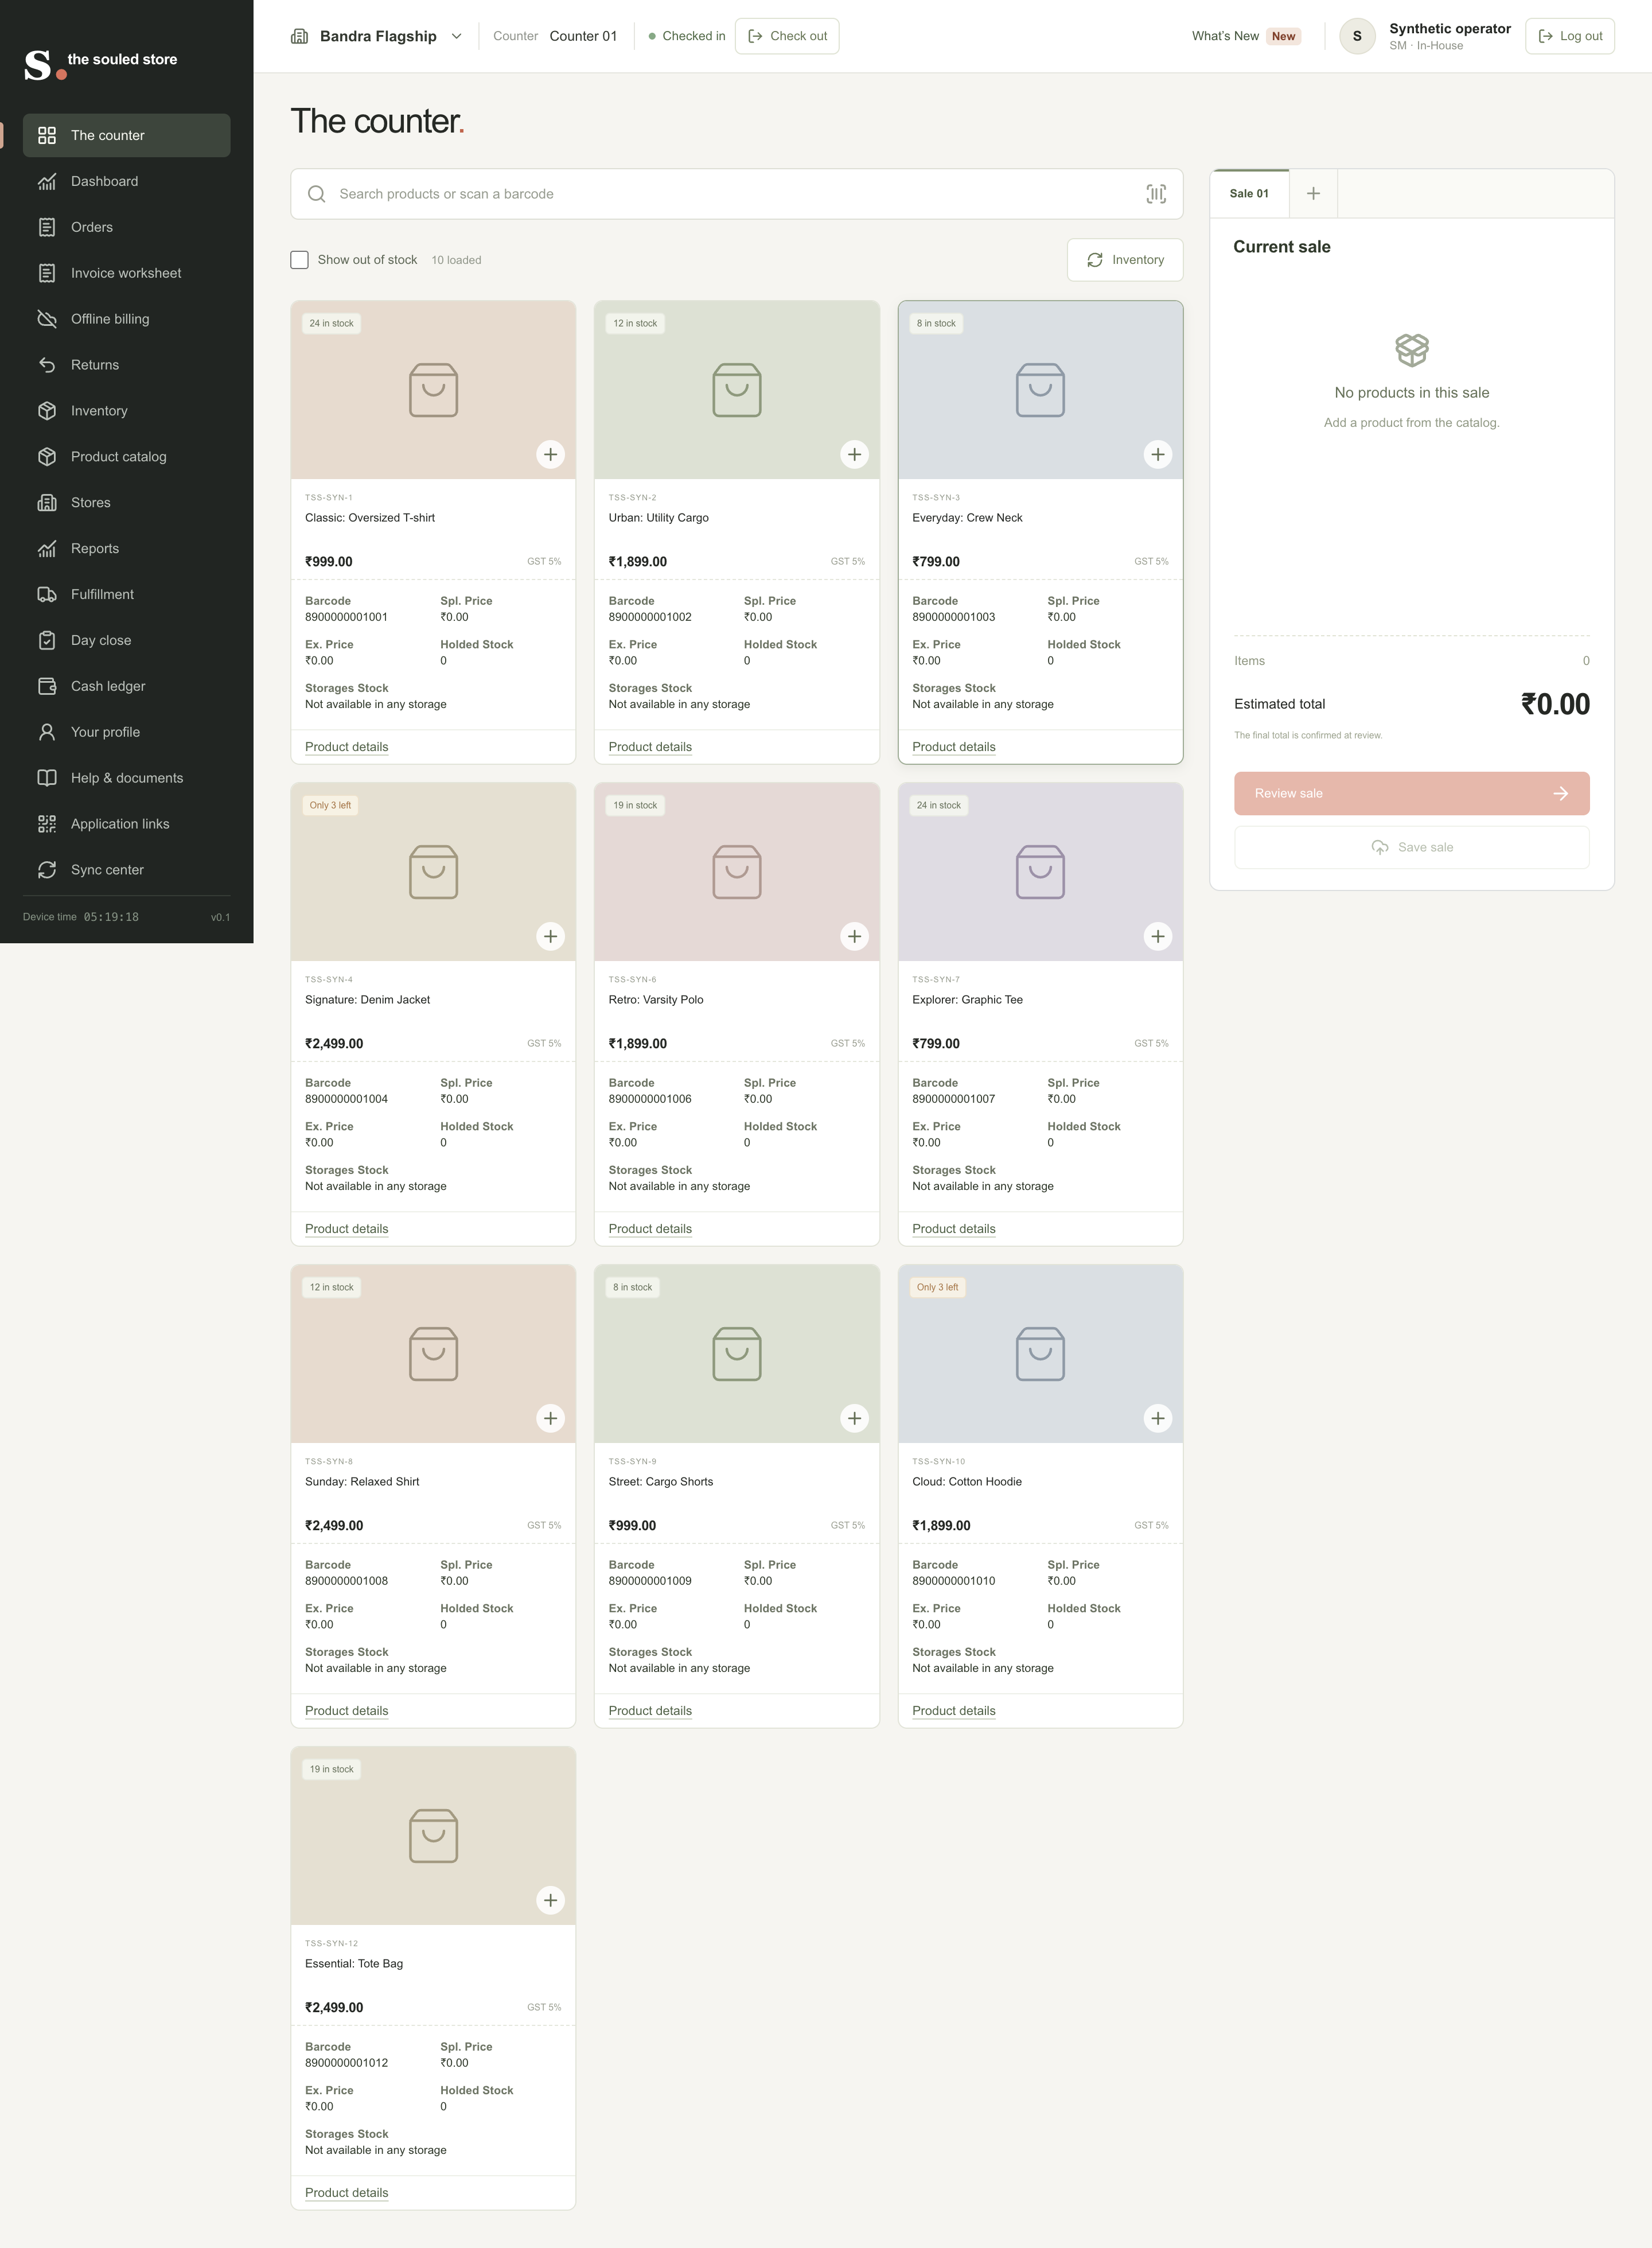 S.
the souled store
The counter
Dashboard
Orders
Invoice worksheet
Offline billing
Returns
Inventory
Product catalog
Stores
Reports
Fulfillment
Day close
Cash ledger
Your profile
Help & documents
Application links
Sync center
Device time 05:19:18 v0.1
Bandra Flagship Counter Counter 01 Checked in Check out What's New New S Synthetic operator Log out
SM · In-House
The counter.
Search products or scan a barcode
Show out of stock 10 loaded Inventory
24 in stock
TSS-SYN-1
Classic: Oversized T-shirt
₹999.00 GST 5%
Barcode Spl. Price
8900000001001 ₹0.00
Ex. Price Holded Stock
₹0.00 0
Storages Stock
Not available in any storage
Product details
12 in stock
TSS-SYN-2
Urban: Utility Cargo
₹1,899.00 GST 5%
Barcode Spl. Price
8900000001002 ₹0.00
Ex. Price Holded Stock
₹0.00 0
Storages Stock
Not available in any storage
Product details
8 in stock
TSS-SYN-3
Everyday: Crew Neck
₹799.00 GST 5%
Barcode Spl. Price
8900000001003 ₹0.00
Ex. Price Holded Stock
₹0.00 0
Storages Stock
Not available in any storage
Product details
Only 3 left
TSS-SYN-4
Signature: Denim Jacket
₹2,499.00 GST 5%
Barcode Spl. Price
8900000001004 ₹0.00
Ex. Price Holded Stock
₹0.00 0
Storages Stock
Not available in any storage
Product details
19 in stock
TSS-SYN-6
Retro: Varsity Polo
₹1,899.00 GST 5%
Barcode Spl. Price
8900000001006 ₹0.00
Ex. Price Holded Stock
₹0.00 0
Storages Stock
Not available in any storage
Product details
24 in stock
TSS-SYN-7
Explorer: Graphic Tee
₹799.00 GST 5%
Barcode Spl. Price
8900000001007 ₹0.00
Ex. Price Holded Stock
₹0.00 0
Storages Stock
Not available in any storage
Product details
12 in stock
TSS-SYN-8
Sunday: Relaxed Shirt
₹2,499.00 GST 5%
Barcode Spl. Price
8900000001008 ₹0.00
Ex. Price Holded Stock
₹0.00 0
Storages Stock
Not available in any storage
Product details
8 in stock
TSS-SYN-9
Street: Cargo Shorts
₹999.00 GST 5%
Barcode Spl. Price
8900000001009 ₹0.00
Ex. Price Holded Stock
₹0.00 0
Storages Stock
Not available in any storage
Product details
Only 3 left
TSS-SYN-10
Cloud: Cotton Hoodie
₹1,899.00 GST 5%
Barcode Spl. Price
8900000001010 ₹0.00
Ex. Price Holded Stock
₹0.00 0
Storages Stock
Not available in any storage
Product details
19 in stock
TSS-SYN-12
Essential: Tote Bag
₹2,499.00 GST 5%
Barcode Spl. Price
8900000001012 ₹0.00
Ex. Price Holded Stock
₹0.00 0
Storages Stock
Not available in any storage
Product details
Sale 01
Current sale
No products in this sale
Add a product from the catalog.
Items 0
Estimated total ₹0.00
The final total is confirmed at review.
Review sale
Save sale